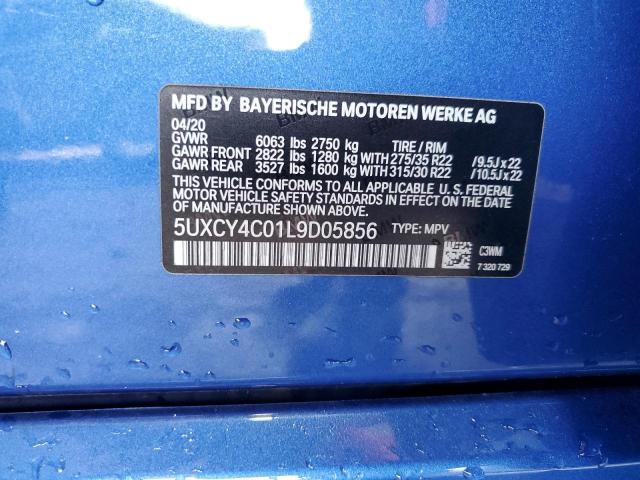 MFD BY BAYERISCHE MOTOREN WERKE AG
04/20
GVWR 6063 lbs 2750 kg TIRE / RIM
GAWR FRONT 2822 lbs 1280 kg WITH 275/35 R22 /9.5J x 22
GAWR REAR 3527 lbs 1600 kg WITH 315/30 R22 /10.5J x 22
THIS VEHICLE CONFORMS TO ALL APPLICABLE U. S. FEDERAL
MOTOR VEHICLE SAFETY STANDARDS IN EFFECT ON THE DATE
OF MANUFACTURE SHOWN ABOVE.
5UXCY4C01L9D05856 TYPE: MPV
C3WM
7 320 729